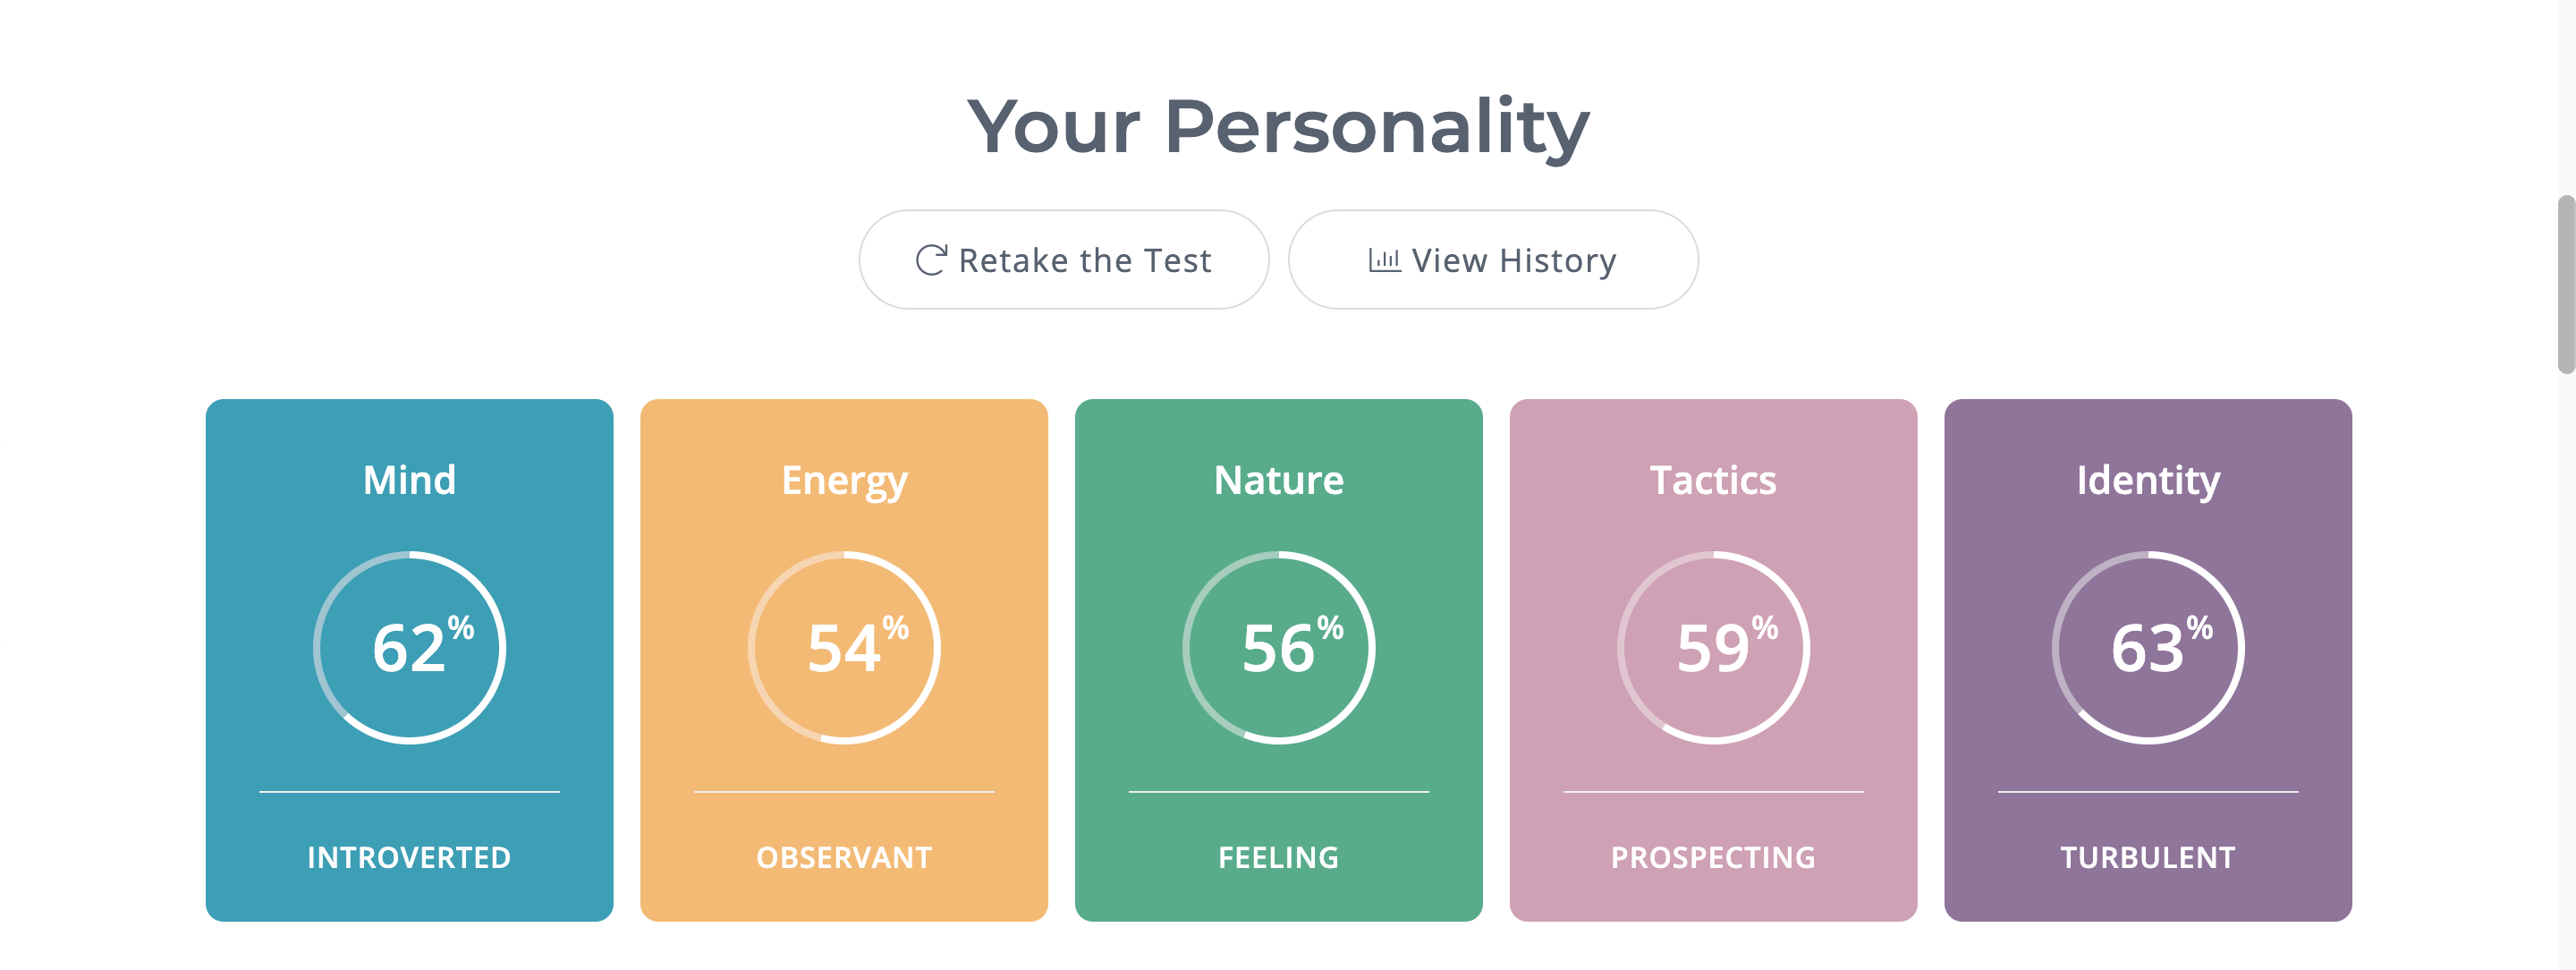 Your Personality
Retake the Test
View History
Mind
62%
INTROVERTED
Energy
54%
OBSERVANT
Nature
56%
FEELING
Tactics
59%
PROSPECTING
Identity
63%
TURBULENT